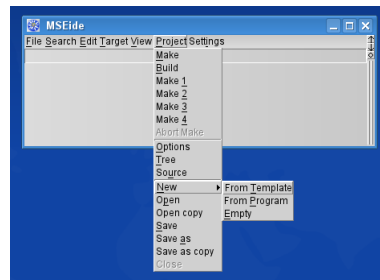 MSEide
File Search Edit Target View Project Settings
Make
Build
Make 1
Make 2
Make 3
Make 4
Abort Make
Options
Tree
Source
New
From Template
From Program
Empty
Open
Open copy
Save
Save as
Save as copy
Close